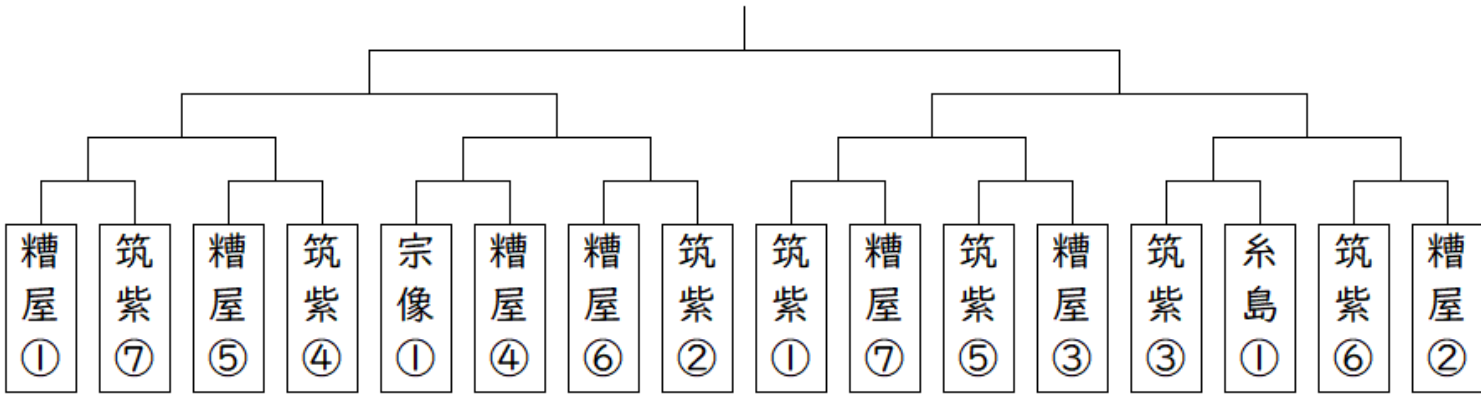 糟屋①
筑紫⑦
糟屋⑤
筑紫④
宗像①
糟屋④
糟屋⑥
筑紫②
筑紫①
糟屋⑦
筑紫⑤
糟屋③
筑紫③
糸島①
筑紫⑥
糟屋②